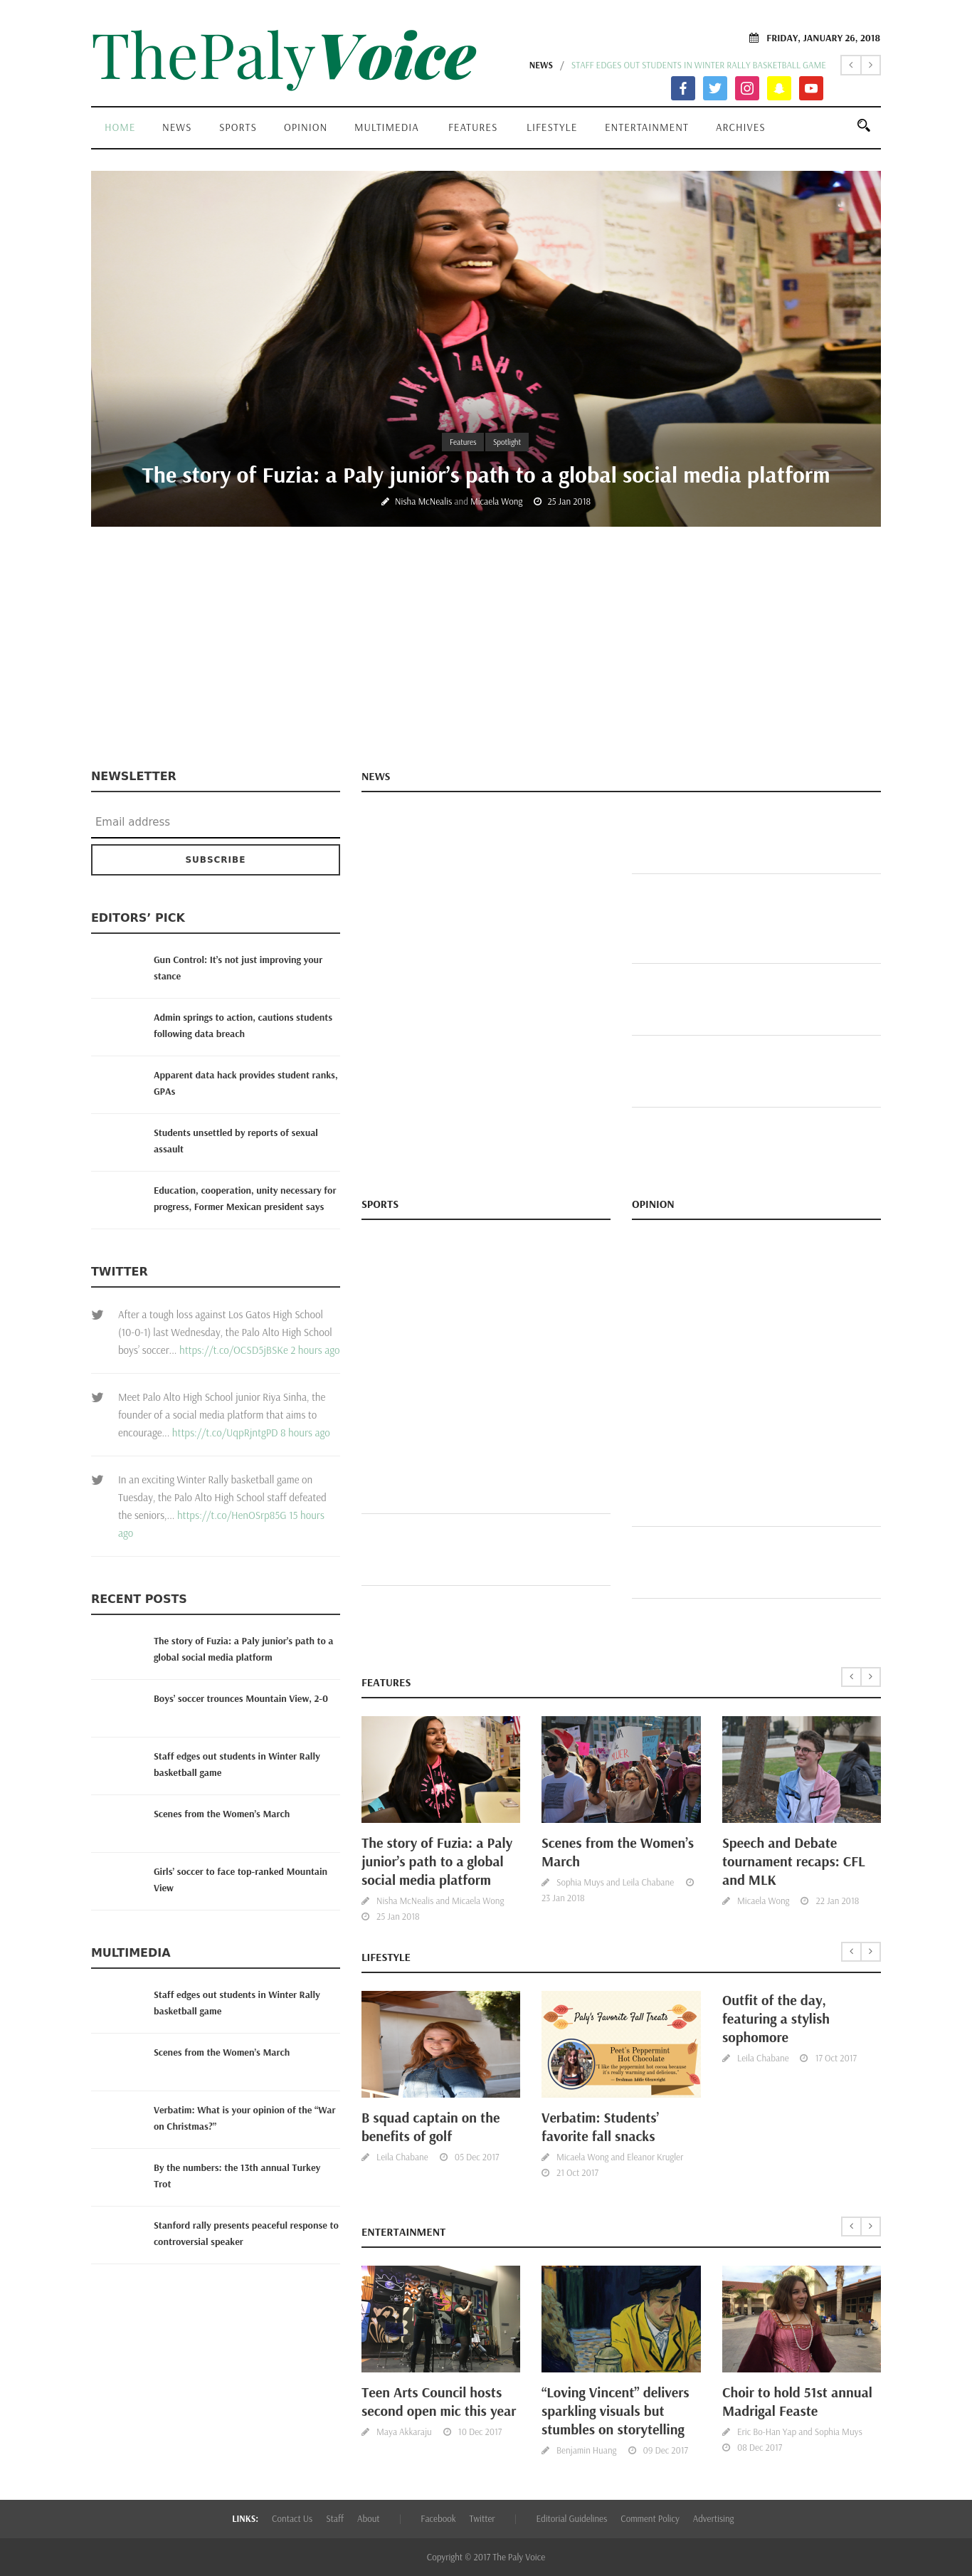 ThePalyVoice
FRIDAY, JANUARY 26, 2018
NEWS / STAFF EDGES OUT STUDENTS IN WINTER RALLY BASKETBALL GAME
HOME NEWS SPORTS OPINION MULTIMEDIA FEATURES LIFESTYLE ENTERTAINMENT ARCHIVES
Features Spotlight
The story of Fuzia: a Paly junior’s path to a global social media platform
Nisha McNealis and Micaela Wong 25 Jan 2018
NEWSLETTER
Email address
SUBSCRIBE
EDITORS’ PICK
Gun Control: It’s not just improving your
stance
Admin springs to action, cautions students
following data breach
Apparent data hack provides student ranks,
GPAs
Students unsettled by reports of sexual
assault
Education, cooperation, unity necessary for
progress, Former Mexican president says
TWITTER
After a tough loss against Los Gatos High School
(10-0-1) last Wednesday, the Palo Alto High School
boys’ soccer… https://t.co/OCSD5jBSKe 2 hours ago
Meet Palo Alto High School junior Riya Sinha, the
founder of a social media platform that aims to
encourage… https://t.co/UqpRjntgPD 8 hours ago
In an exciting Winter Rally basketball game on
Tuesday, the Palo Alto High School staff defeated
the seniors,… https://t.co/HenOSrp85G 15 hours
ago
RECENT POSTS
The story of Fuzia: a Paly junior’s path to a
global social media platform
Boys’ soccer trounces Mountain View, 2-0
Staff edges out students in Winter Rally
basketball game
Scenes from the Women’s March
Girls’ soccer to face top-ranked Mountain
View
MULTIMEDIA
Staff edges out students in Winter Rally
basketball game
Scenes from the Women’s March
Verbatim: What is your opinion of the “War
on Christmas?”
By the numbers: the 13th annual Turkey
Trot
Stanford rally presents peaceful response to
controversial speaker
NEWS
SPORTS
OPINION
FEATURES
The story of Fuzia: a Paly
junior’s path to a global
social media platform
Nisha McNealis and Micaela Wong
25 Jan 2018
Scenes from the Women’s
March
Sophia Muys and Leila Chabane
23 Jan 2018
Speech and Debate
tournament recaps: CFL
and MLK
Micaela Wong 22 Jan 2018
LIFESTYLE
B squad captain on the
benefits of golf
Leila Chabane 05 Dec 2017
Paly's Favorite Fall Treats
Peet's Peppermint
Hot Chocolate
Verbatim: Students’
favorite fall snacks
Micaela Wong and Eleanor Krugler
21 Oct 2017
Outfit of the day,
featuring a stylish
sophomore
Leila Chabane 17 Oct 2017
ENTERTAINMENT
Teen Arts Council hosts
second open mic this year
Maya Akkaraju 10 Dec 2017
“Loving Vincent” delivers
sparkling visuals but
stumbles on storytelling
Benjamin Huang 09 Dec 2017
Choir to hold 51st annual
Madrigal Feaste
Eric Bo-Han Yap and Sophia Muys
08 Dec 2017
LINKS: Contact Us Staff About | Facebook Twitter | Editorial Guidelines Comment Policy Advertising
Copyright © 2017 The Paly Voice